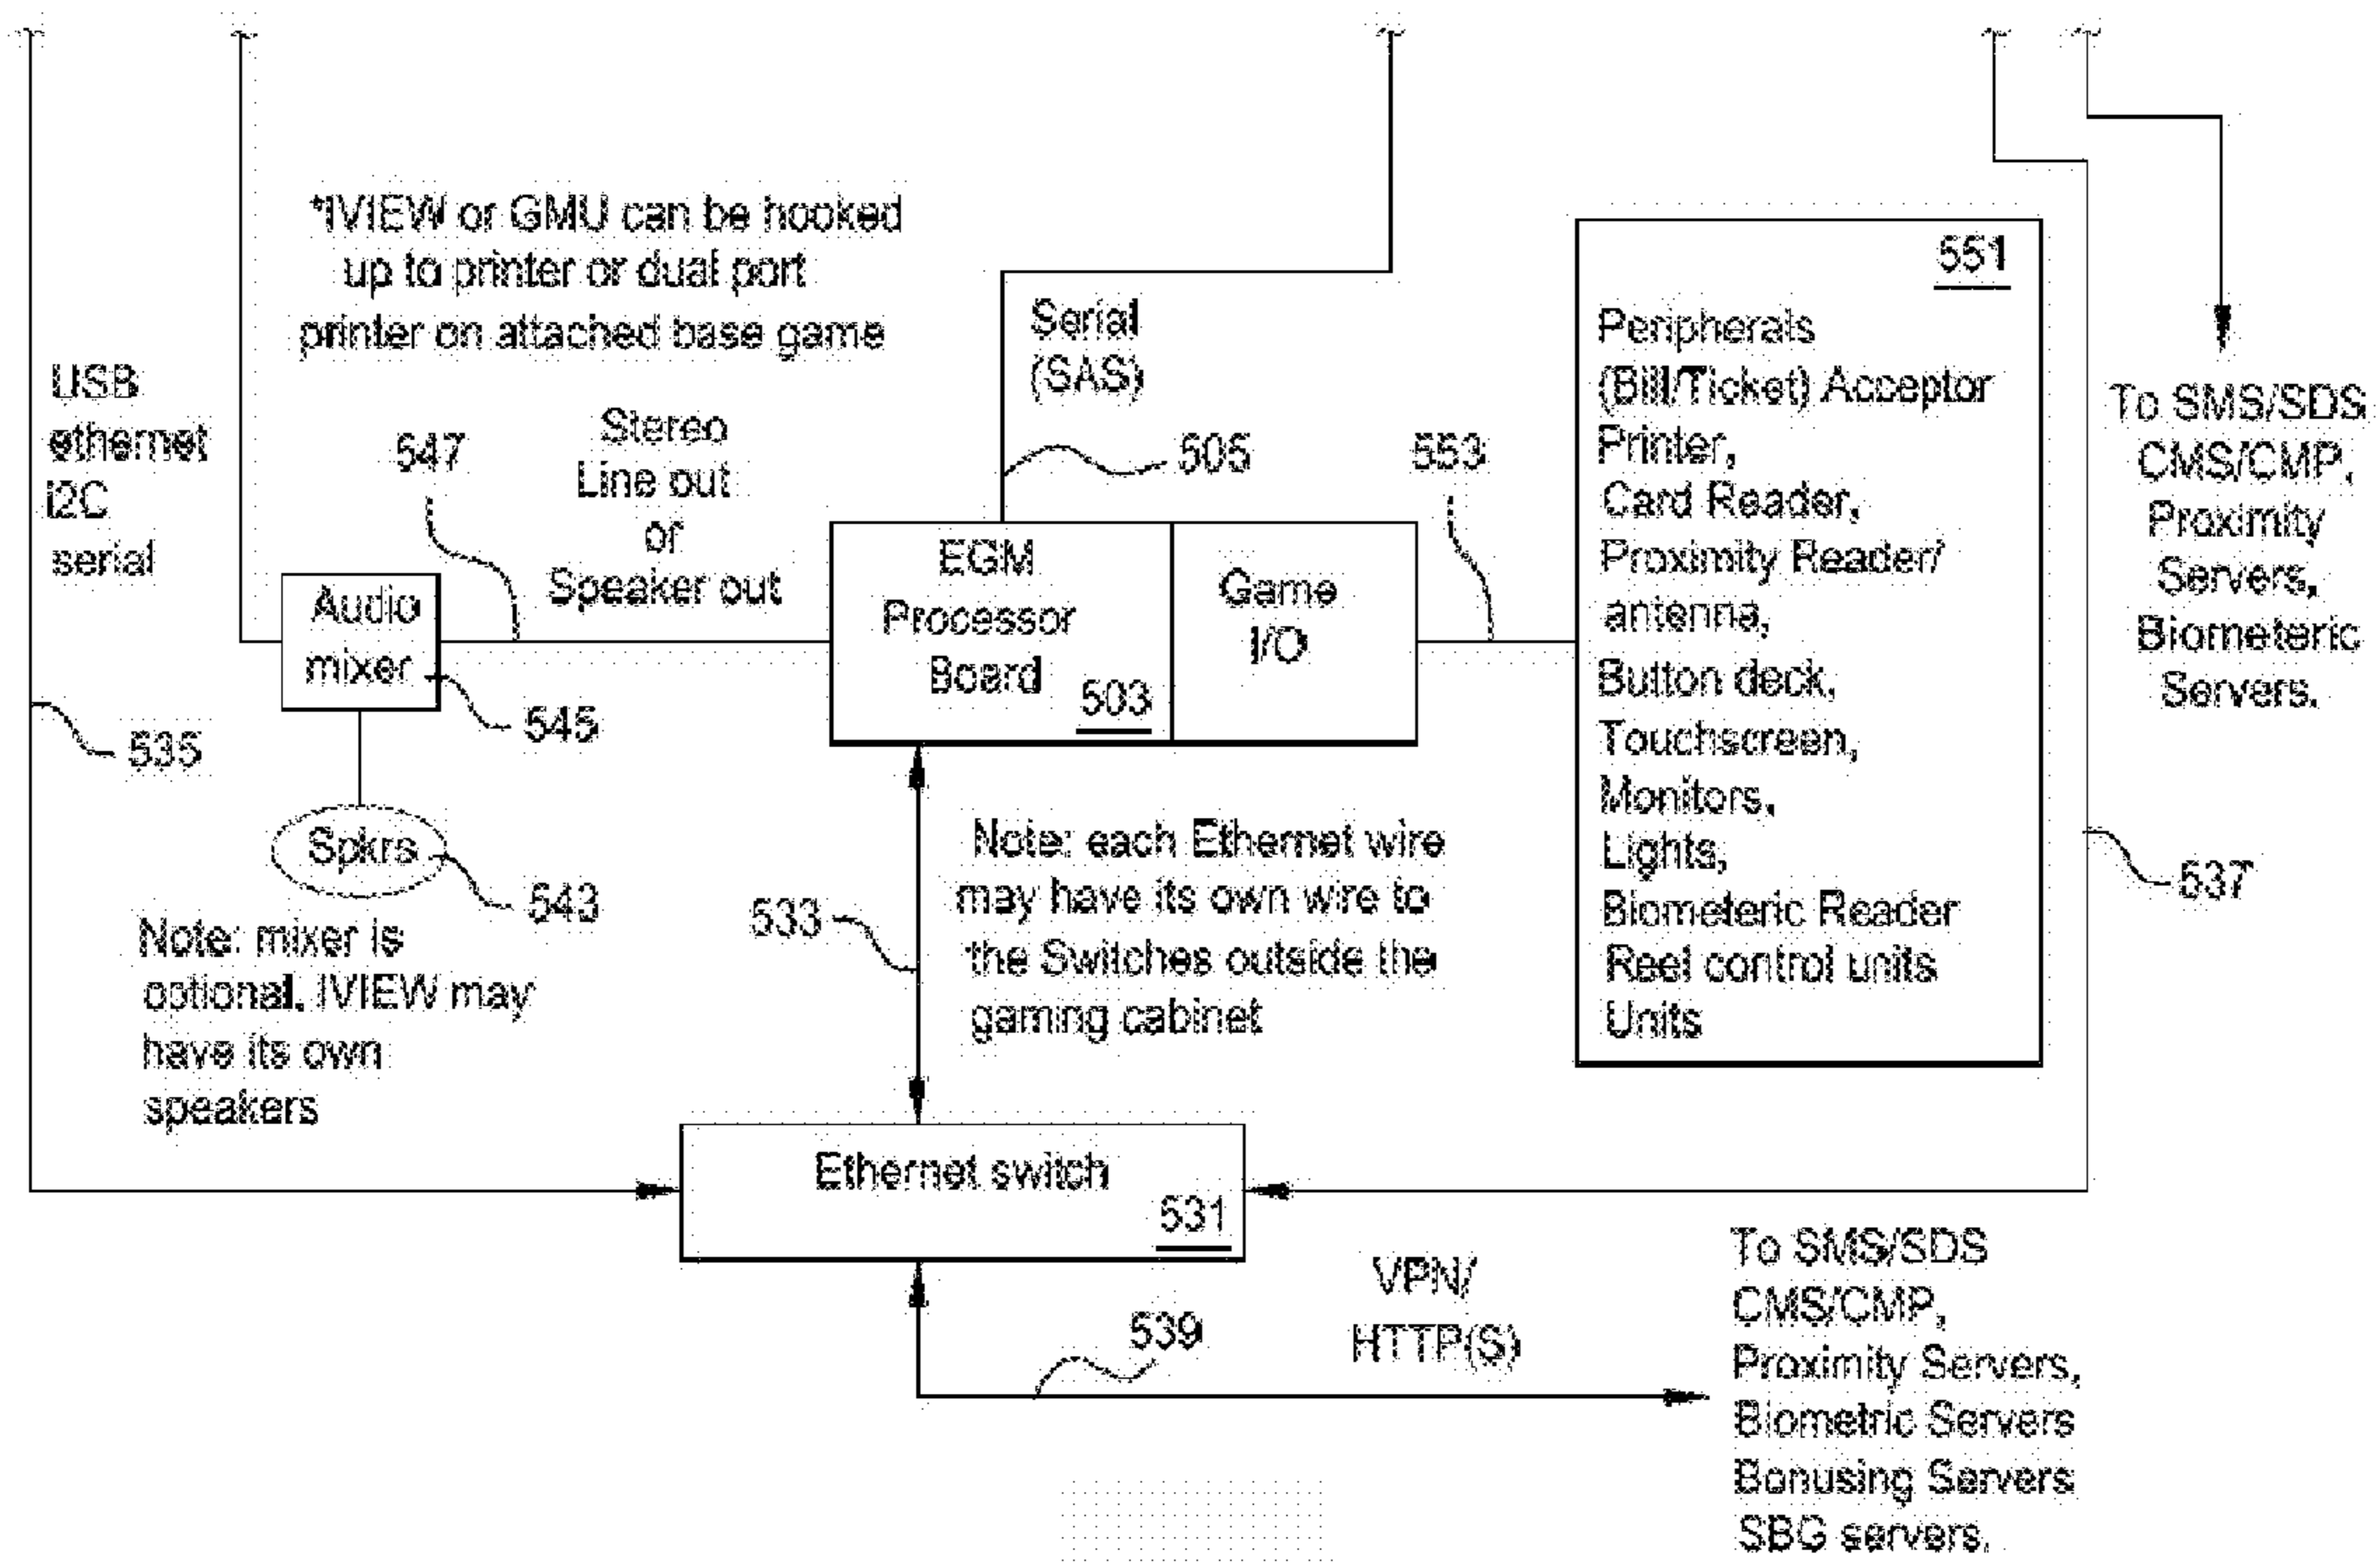 *IVIEW or GMU can be hooked
up to printer or dual port
printer on attached base game
USB
ethernet
I2C
serial
535
547
Stereo
Line out
or
Speaker out
Serial
(SAS)
505
553
Audio
mixer
545
Spkrs
543
Note: mixer is
optional. IVIEW may
have its own
speakers
EGM
Processor
Board
503
Game
I/O
551
Peripherals
(Bill/Ticket) Acceptor
Printer,
Card Reader,
Proximity Reader/
antenna,
Button deck,
Touchscreen,
Monitors,
Lights,
Biometeric Reader
Reel control units
Units
To SMS/SDS
CMS/CMP,
Proximity
Servers,
Biometeric
Servers.
537
533
Note: each Ethernet wire
may have its own wire to
the Switches outside the
gaming cabinet
Ethernet switch
531
539
VPN/
HTTP(S)
To SMS/SDS
CMS/CMP,
Proximity Servers,
Biometric Servers
Bonusing Servers
SBG servers.